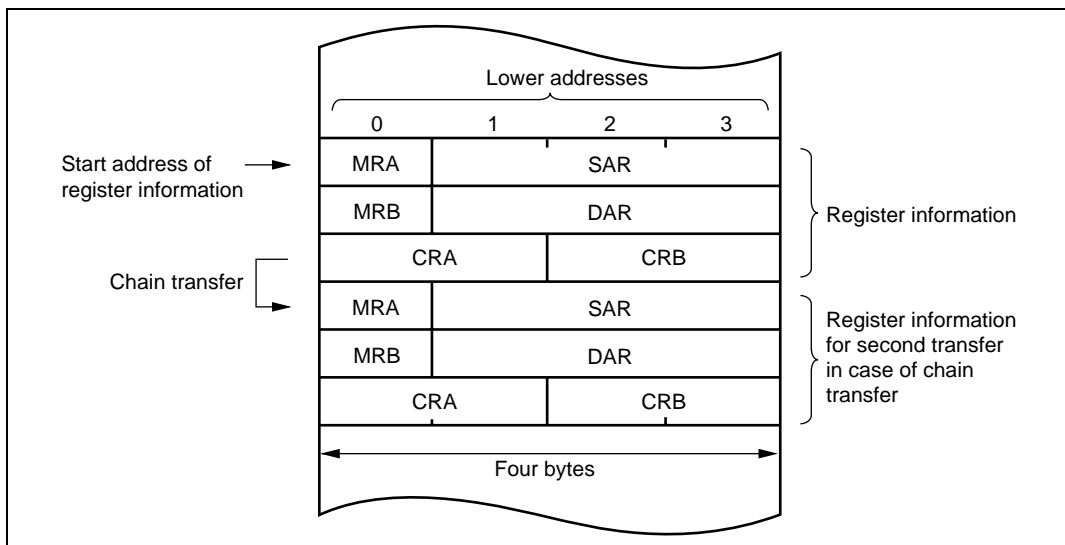 Lower addresses
0 1 2 3
Start address of
register information
MRA SAR
MRB DAR
CRA CRB
Register information
Chain transfer
MRA SAR
MRB DAR
CRA CRB
Register information
for second transfer
in case of chain
transfer
Four bytes